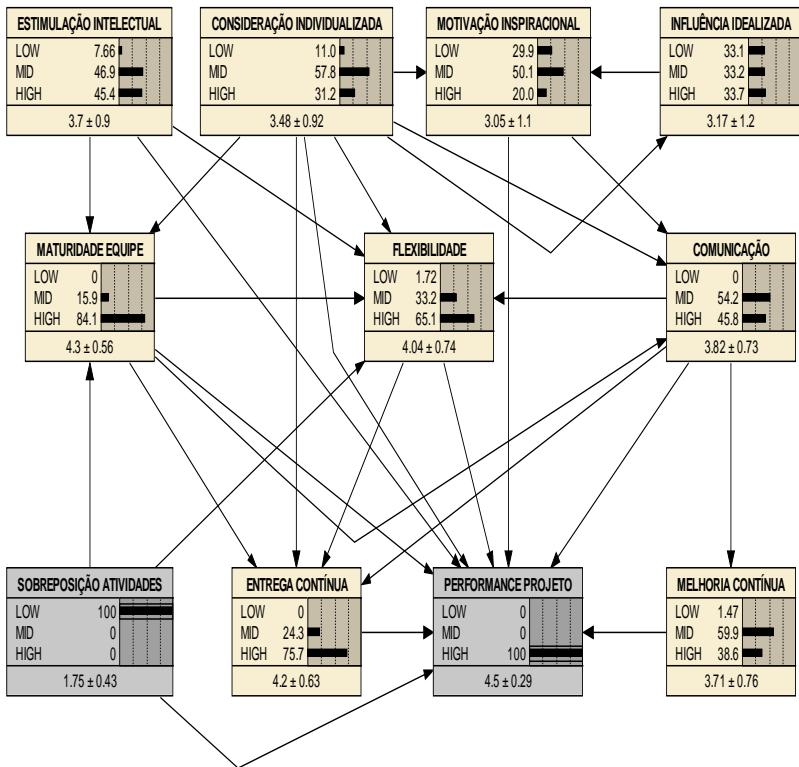 ESTIMULAÇÃO INTELECTUAL
LOW 7.66
MID 46.9
HIGH 45.4
3.7 ± 0.9
CONSIDERAÇÃO INDIVIDUALIZADA
LOW 11.0
MID 57.8
HIGH 31.2
3.48 ± 0.92
MOTIVAÇÃO INSPIRACIONAL
LOW 29.9
MID 50.1
HIGH 20.0
3.05 ± 1.1
INFLUÊNCIA IDEALIZADA
LOW 33.1
MID 33.2
HIGH 33.7
3.17 ± 1.2
MATURIDADE EQUIPE
LOW 0
MID 15.9
HIGH 84.1
4.3 ± 0.56
FLEXIBILIDADE
LOW 1.72
MID 33.2
HIGH 65.1
4.04 ± 0.74
COMUNICAÇÃO
LOW 0
MID 54.2
HIGH 45.8
3.82 ± 0.73
SOBREPOSIÇÃO ATIVIDADES
LOW 100
MID 0
HIGH 0
1.75 ± 0.43
ENTREGA CONTÍNUA
LOW 0
MID 24.3
HIGH 75.7
4.2 ± 0.63
PERFORMANCE PROJETO
LOW 0
MID 0
HIGH 100
4.5 ± 0.29
MELHORIA CONTÍNUA
LOW 1.47
MID 59.9
HIGH 38.6
3.71 ± 0.76